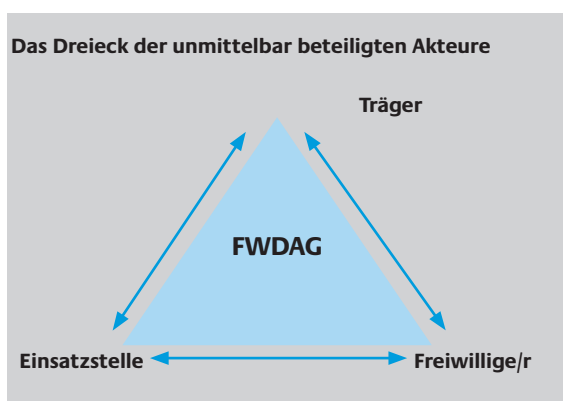 Das Dreieck der unmittelbar beteiligten Akteure
Träger
FWDAG
Einsatzstelle
Freiwillige/r